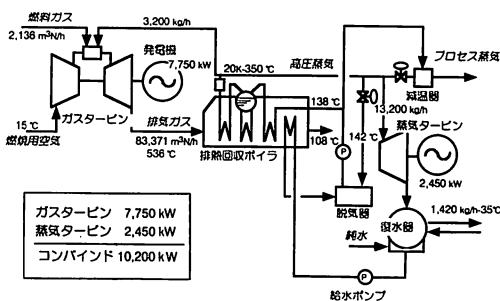 燃料ガス
2,136 m³N/h
3,200 kg/h
発電機
7,750 kW
20K-350℃
高圧蒸気
プロセス蒸気
減温器
15℃
燃焼用空気
ガスタービン
排気ガス
83,371 m³N/h
536℃
138℃
108℃
排熱回収ボイラ
142℃
13,200 kg/h
蒸気タービン
2,450 kW
P
脱気器
1,420 kg/h-35℃
復水器
純水
P
給水ポンプ
ガスタービン 7,750 kW
蒸気タービン 2,450 kW
コンバインド 10,200 kW